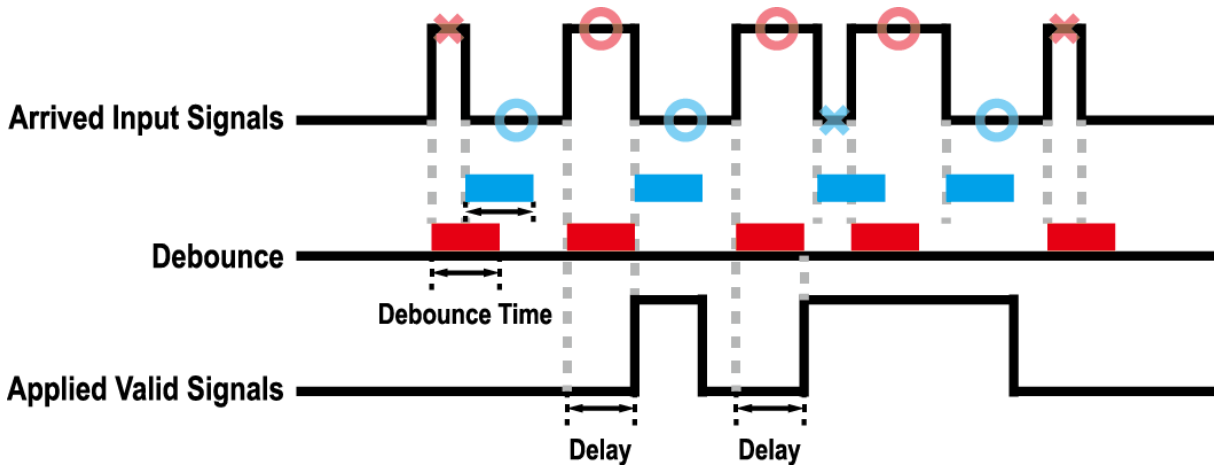 Arrived Input Signals
Debounce
Debounce Time
Applied Valid Signals
Delay
Delay